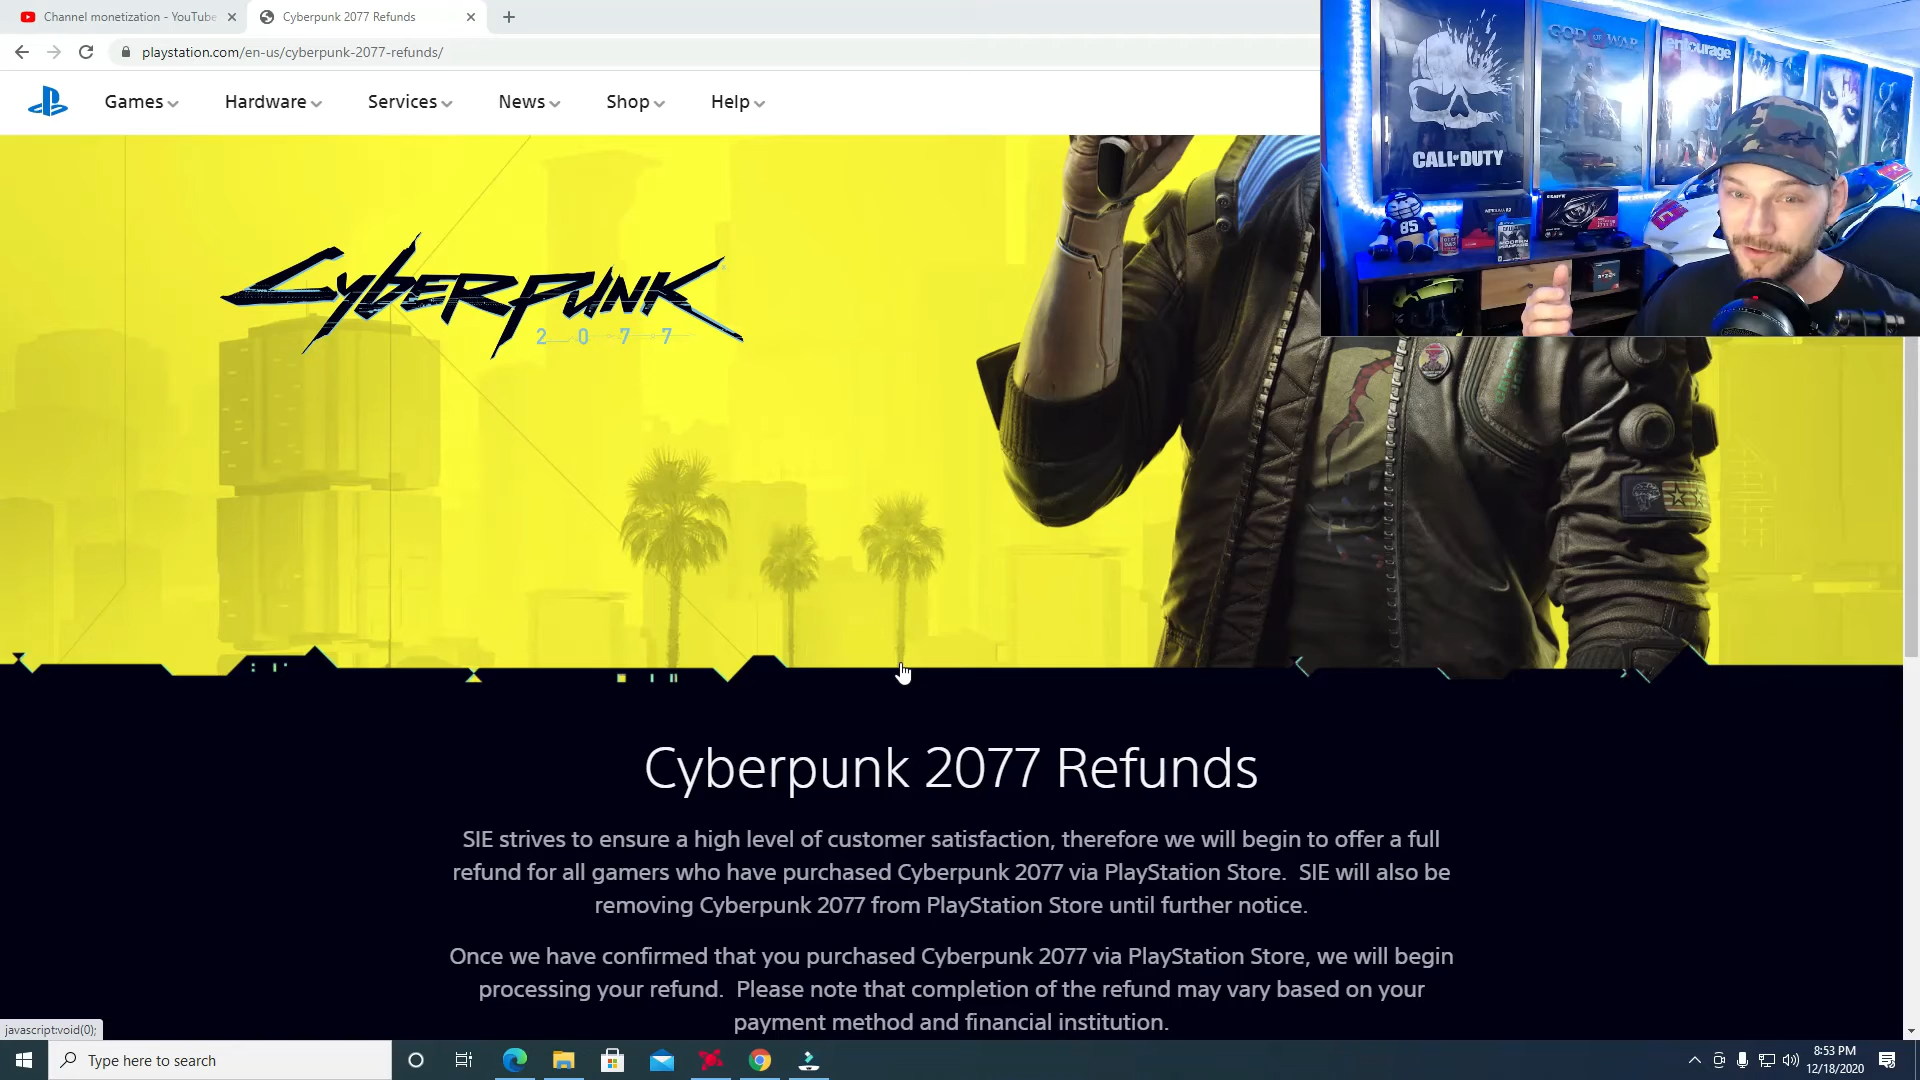 Channel monetization - YouTube
Cyberpunk 2077 Refunds
playstation.com/en-us/cyberpunk-2077-refunds/
Games
Hardware
Services
News
Shop
Help
CALL OF DUTY
GOD OF WAR
entourage
85
MODERN
CYBERPUNK
2077
Cyberpunk 2077 Refunds
SIE strives to ensure a high level of customer satisfaction, therefore we will begin to offer a full
refund for all gamers who have purchased Cyberpunk 2077 via PlayStation Store.  SIE will also be
removing Cyberpunk 2077 from PlayStation Store until further notice.
Once we have confirmed that you purchased Cyberpunk 2077 via PlayStation Store, we will begin
processing your refund.  Please note that completion of the refund may vary based on your
payment method and financial institution.
javascript:void(0);
Type here to search
8:53 PM
12/18/2020